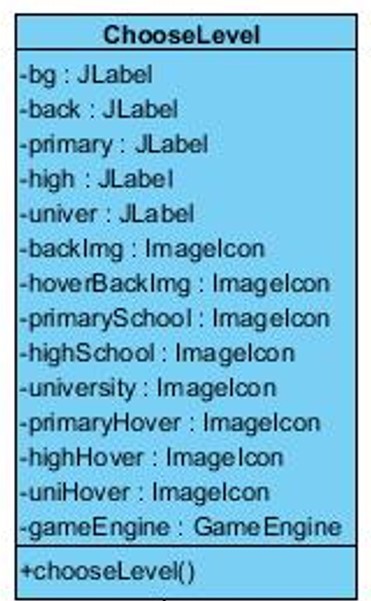 ChooseLevel
-bg : JLabel
-back : JLabel
-primary : JLabel
-high : JLabel
-univer : JLabel
-backImg : ImageIcon
-hoverBackImg : ImageIcon
-primarySchool : ImageIcon
-highSchool : ImageIcon
-university : ImageIcon
-primaryHover : ImageIcon
-highHover : ImageIcon
-uniHover : ImageIcon
-gameEngine : GameEngine
+chooseLevel()